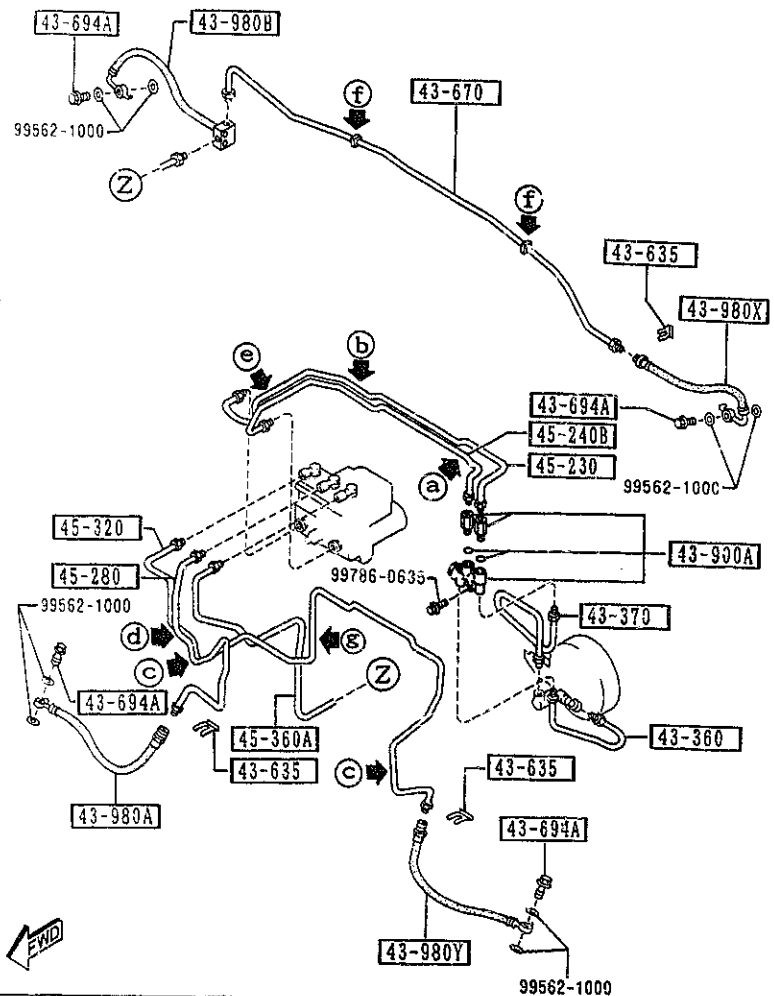 43-694A
43-980B
f
43-670
99562-1000
Z
f
43-635
43-980X
e
b
43-694A
45-240B
45-230
a
99562-100C
45-320
43-900A
45-280
99786-0635
99562-1000
43-370
d
g
c
Z
43-694A
45-360A
43-360
43-635
c
43-635
43-980A
43-694A
FWD
43-980Y
99562-1000